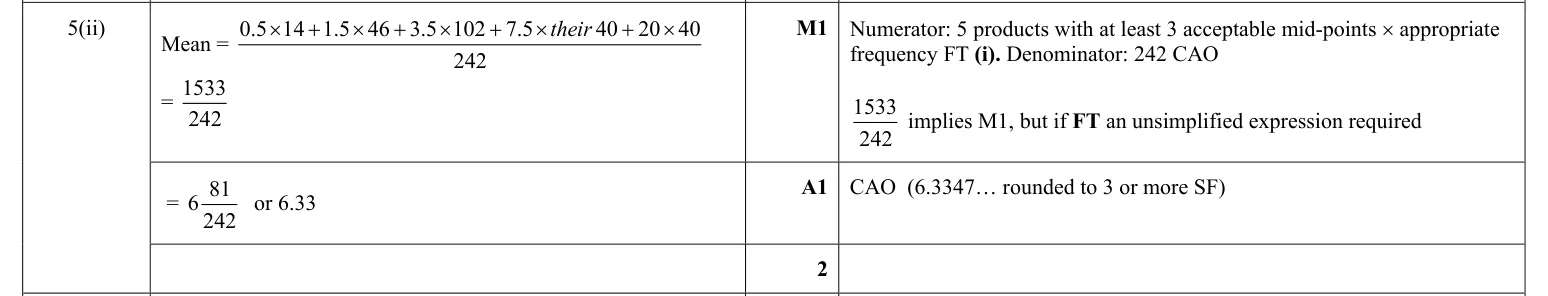 5(ii)
Mean = (0.5×14+1.5×46+3.5×102+7.5×their 40+20×40)/242
= 1533/242
M1
Numerator: 5 products with at least 3 acceptable mid-points × appropriate
frequency FT (i). Denominator: 242 CAO
1533/242 implies M1, but if FT an unsimplified expression required
= 6 81/242 or 6.33
A1
CAO (6.3347… rounded to 3 or more SF)
2